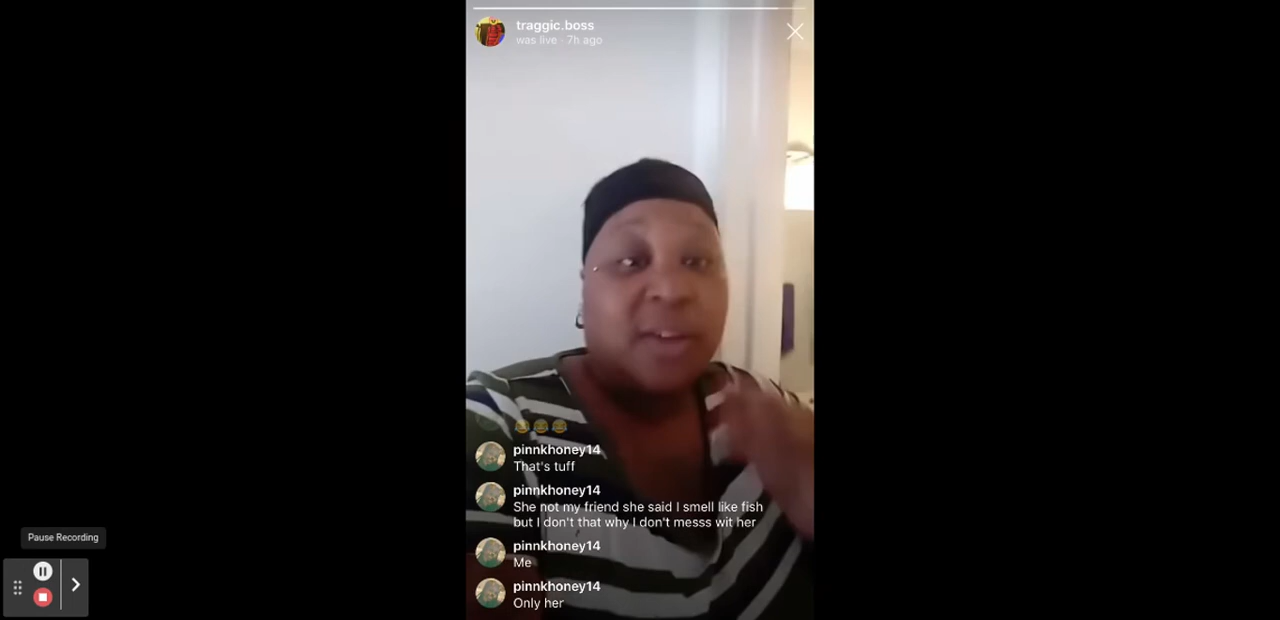 traggic.boss
was live · 7h ago
😂😂😂
pinnkhoney14
That's tuff
pinnkhoney14
She not my friend she said I smell like fish
but I don't that why I don't messs wit her
pinnkhoney14
Me
pinnkhoney14
Only her
Pause Recording